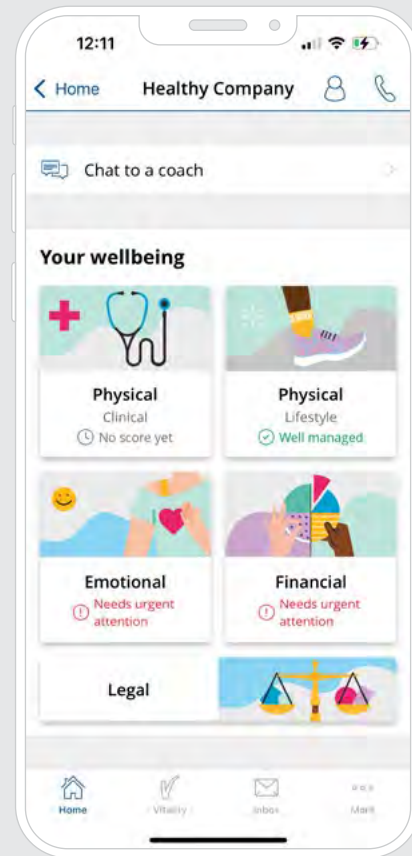 12:11
Home Healthy Company
Chat to a coach
Your wellbeing
Physical
Clinical
No score yet
Physical
Lifestyle
Well managed
Emotional
Needs urgent
attention
Financial
Needs urgent
attention
Legal
Home Vitality Inbox More